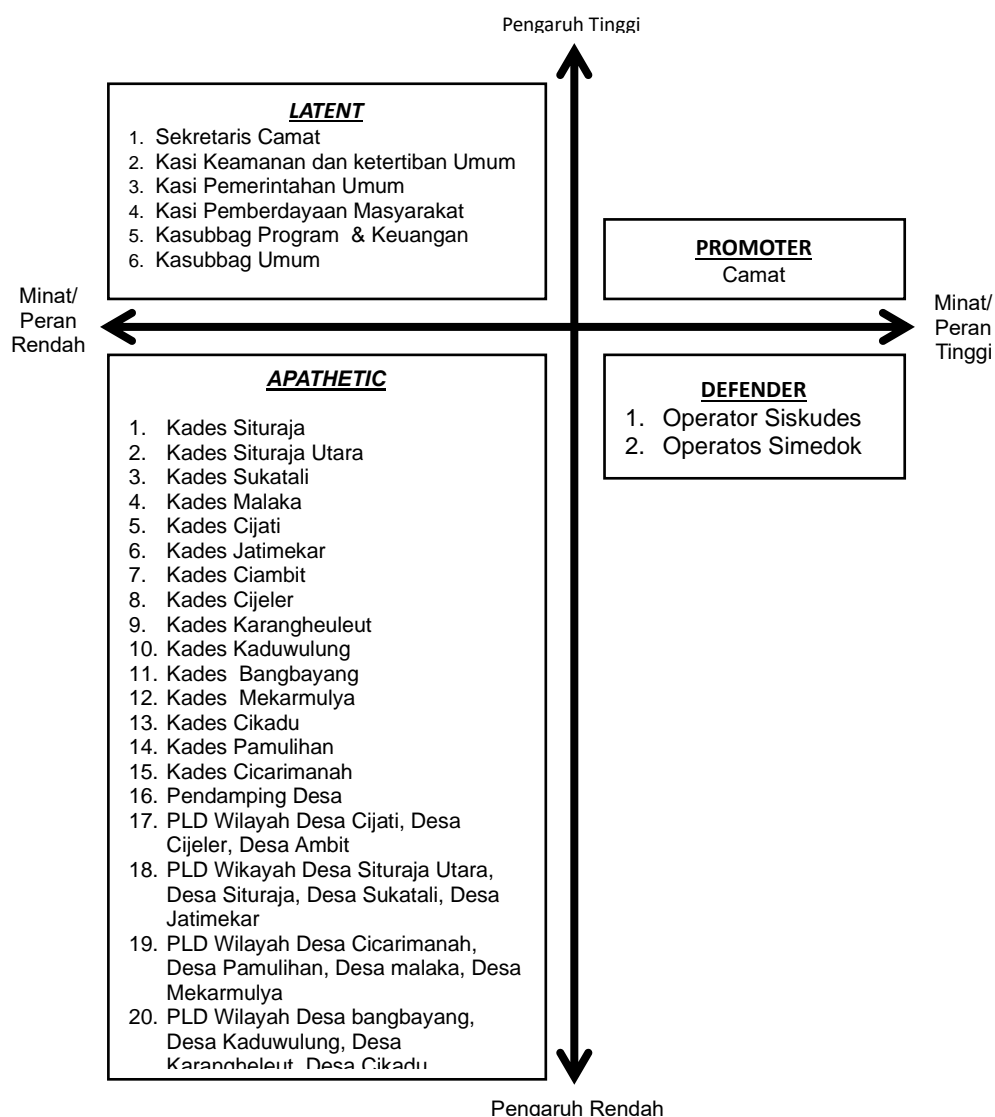 Pengaruh Tinggi
LATENT
1. Sekretaris Camat
2. Kasi Keamanan dan ketertiban Umum
3. Kasi Pemerintahan Umum
4. Kasi Pemberdayaan Masyarakat
5. Kasubbag Program & Keuangan
6. Kasubbag Umum
PROMOTER
Camat
Minat/
Peran
Rendah
Minat/
Peran
Tinggi
APATHETIC
1. Kades Situraja
2. Kades Situraja Utara
3. Kades Sukatali
4. Kades Malaka
5. Kades Cijati
6. Kades Jatimekar
7. Kades Ciambit
8. Kades Cijeler
9. Kades Karangheuleut
10. Kades Kaduwulung
11. Kades Bangbayang
12. Kades Mekarmulya
13. Kades Cikadu
14. Kades Pamulihan
15. Kades Cicarimanah
16. Pendamping Desa
17. PLD Wilayah Desa Cijati, Desa
Cijeler, Desa Ambit
18. PLD Wikayah Desa Situraja Utara,
Desa Situraja, Desa Sukatali, Desa
Jatimekar
19. PLD Wilayah Desa Cicarimanah,
Desa Pamulihan, Desa malaka, Desa
Mekarmulya
20. PLD Wilayah Desa bangbayang,
Desa Kaduwulung, Desa
Karangheleut, Desa Cikadu
DEFENDER
1. Operator Siskudes
2. Operatos Simedok
Pengaruh Rendah